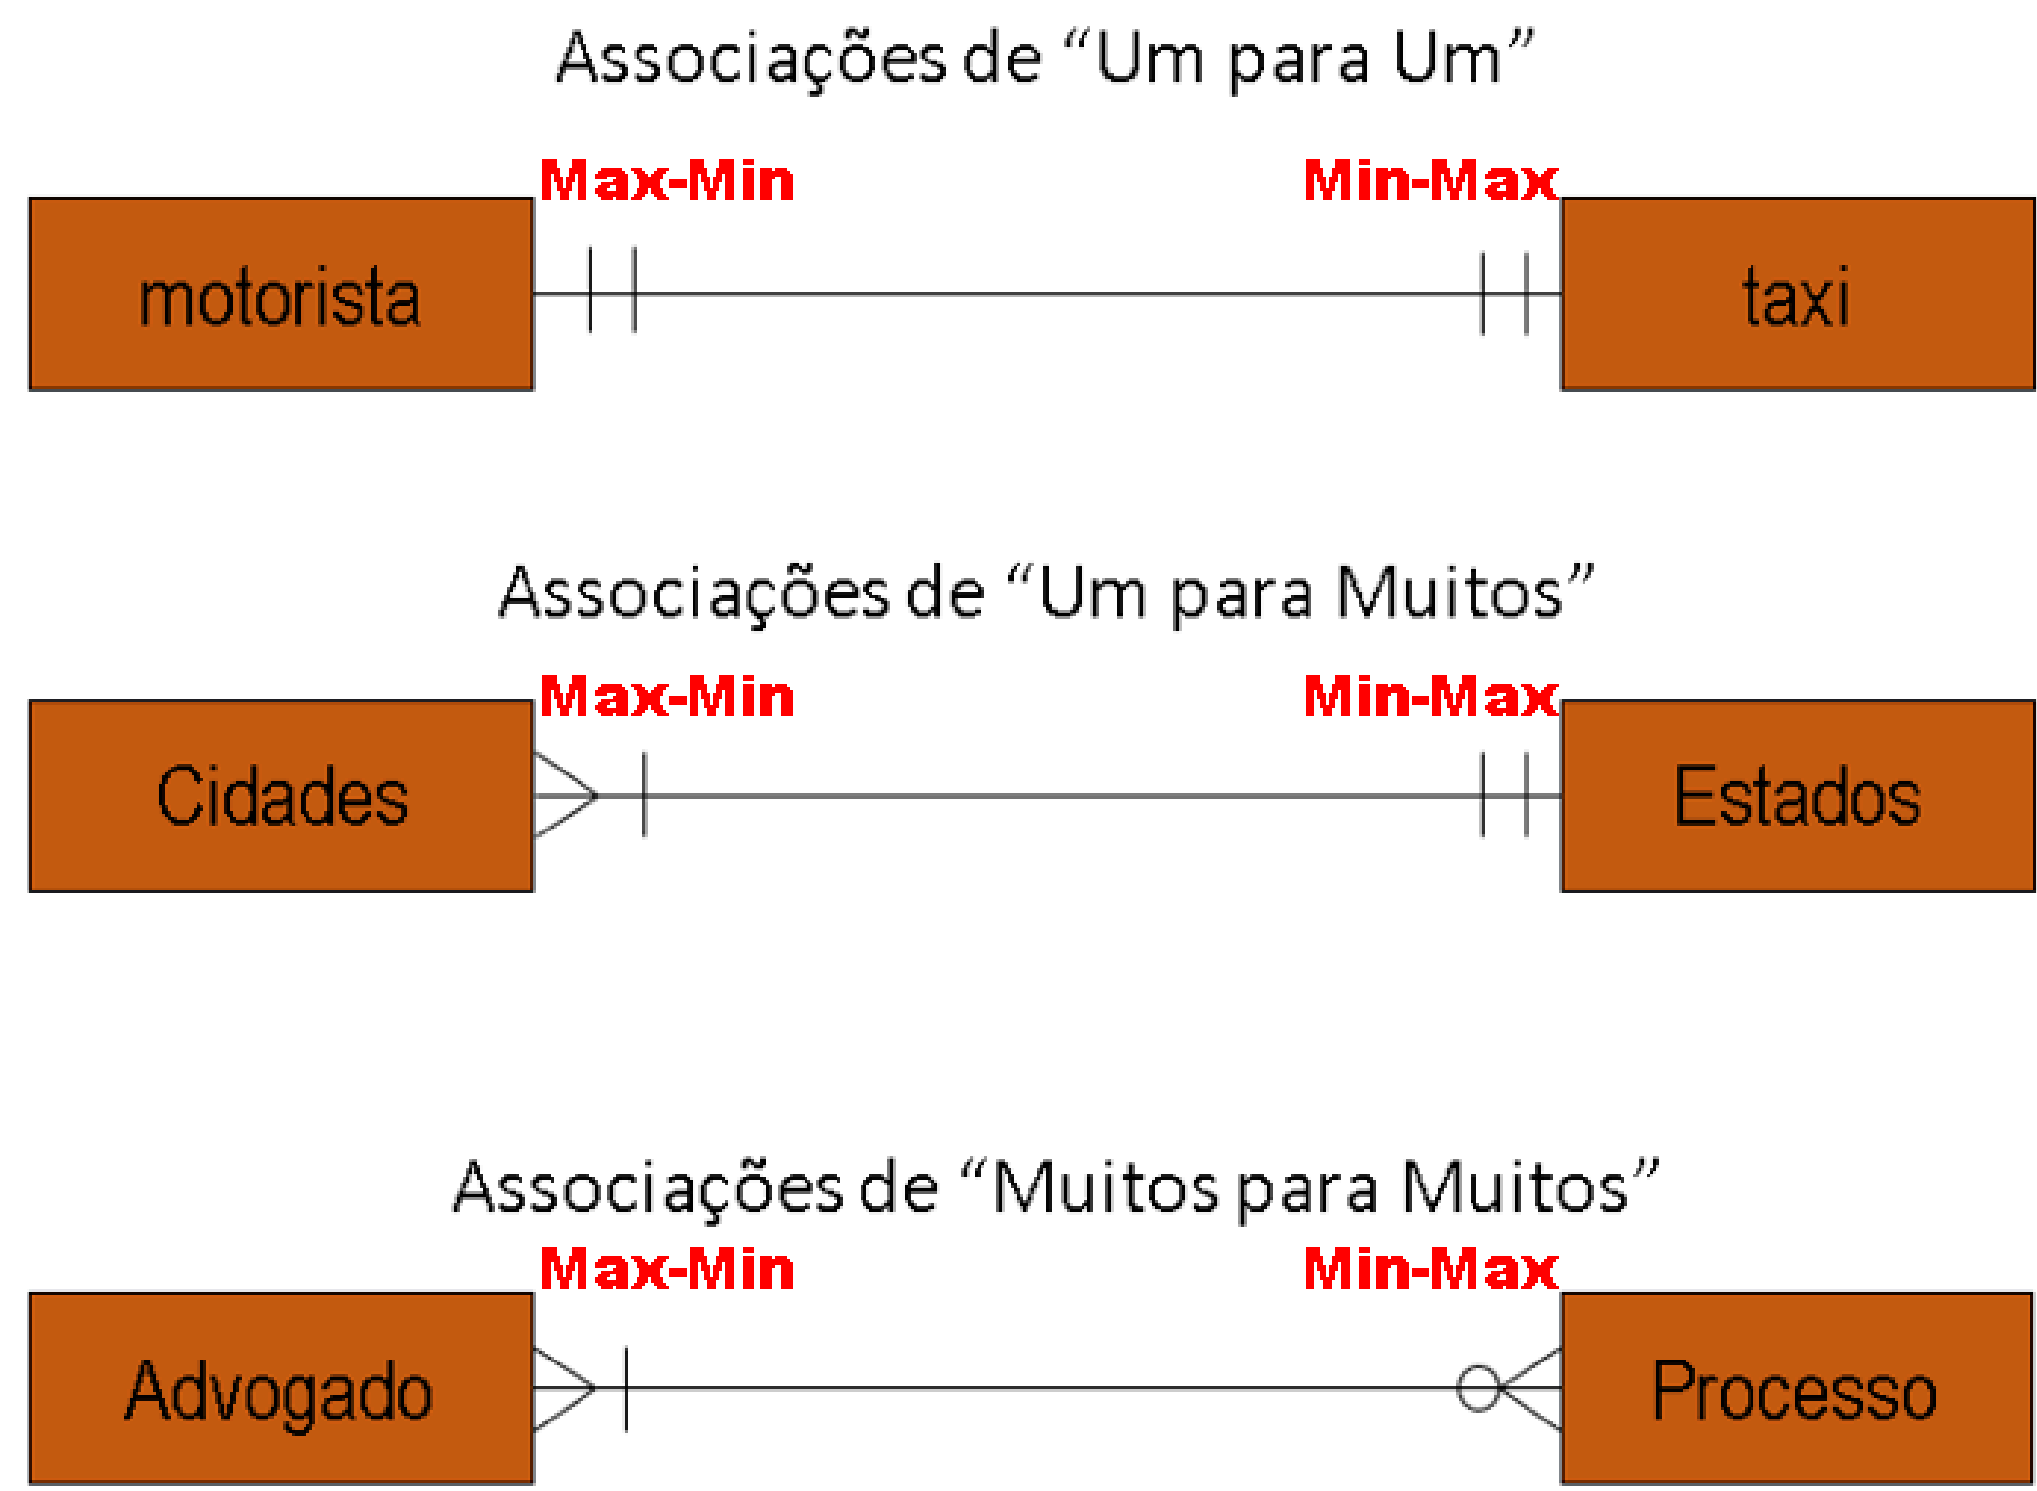 Associações de “Um para Um”
Max-Min Min-Max
motorista taxi
Associações de “Um para Muitos”
Max-Min Min-Max
Cidades Estados
Associações de “Muitos para Muitos”
Max-Min Min-Max
Advogado Processo